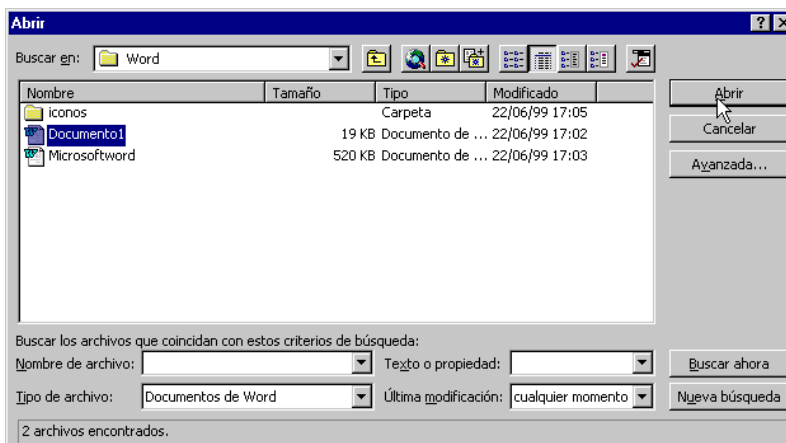 Abrir
Buscar en: Word
Nombre Tamaño Tipo Modificado
iconos Carpeta 22/06/99 17:05
Documento1 19 KB Documento de ... 22/06/99 17:02
Microsoftword 520 KB Documento de ... 22/06/99 17:03
Abrir
Cancelar
Avanzada...
Buscar los archivos que coincidan con estos criterios de búsqueda:
Nombre de archivo: Texto o propiedad: Buscar ahora
Tipo de archivo: Documentos de Word Última modificación: cualquier momento Nueva búsqueda
2 archivos encontrados.